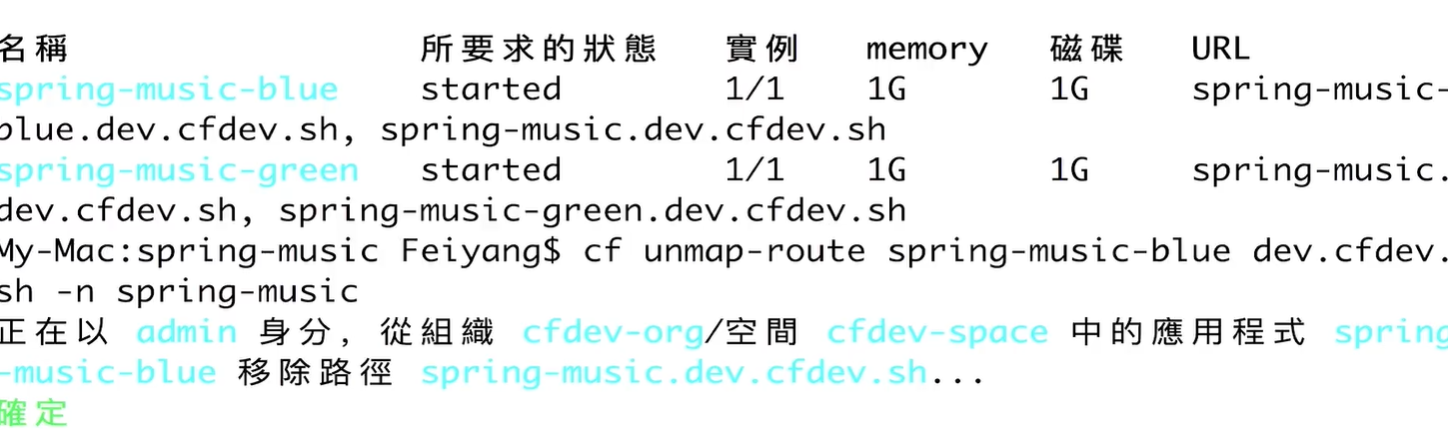 名稱 所要求的狀態 實例 memory 磁碟 URL
spring-music-blue started 1/1 1G 1G spring-music-
blue.dev.cfdev.sh, spring-music.dev.cfdev.sh
spring-music-green started 1/1 1G 1G spring-music.
dev.cfdev.sh, spring-music-green.dev.cfdev.sh
My-Mac:spring-music Feiyang$ cf unmap-route spring-music-blue dev.cfdev.
sh -n spring-music
正在以 admin 身分, 從組織 cfdev-org/空間 cfdev-space 中的應用程式 spring
-music-blue 移除路徑 spring-music.dev.cfdev.sh...
確定